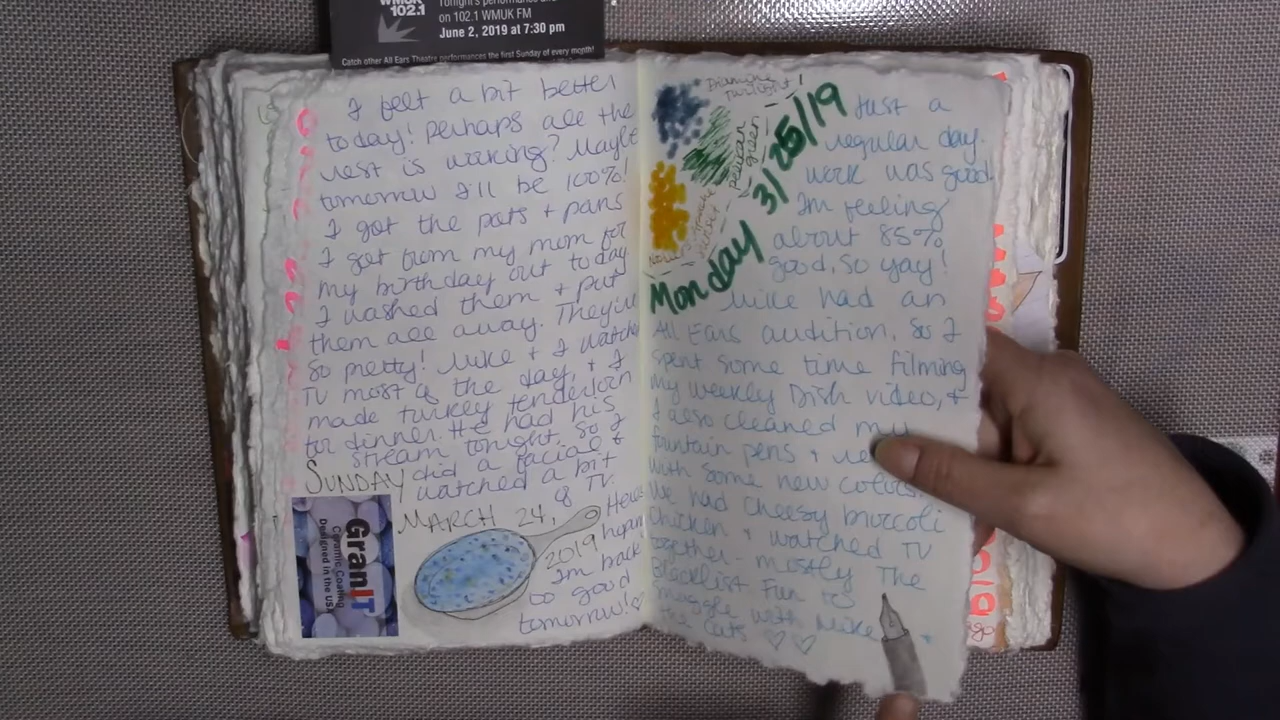 WMUK
102.1
on 102.1 WMUK FM
June 2, 2019 at 7:30 pm
Catch other All Ears Theatre performances the first Sunday of every month!
I felt a bit better
today! Perhaps all the
rest is working? Maybe
tomorrow I'll be 100%!
I got the pots + pans
I got from my mom for
my birthday out today.
I washed them + put
them all away. They're
so pretty! Mike + I watched
TV most of the day, + I
made turkey tenderloin
for dinner. He had his
stream tonight, so I
did a facial +
watched a bit
of TV.
SUNDAY
MARCH 24,
2019
Here's
hopin'
I'm back
to good
tomorrow!
GranIT
Ceramic Coating
Designed in the USA
Diamine
Twilight
pelican
green
Monday 3/25/19
Just a
regular day.
Work was good.
I'm feeling
about 85%
good, so yay!
Mike had an
All Ears audition. So I
spent some time filming
my weekly Dish video, +
I also cleaned my
fountain pens +
with some new colors.
We had cheesy broccoli
chicken + watched TV
together - mostly The
Blacklist. Fun to
snuggle with Mike +
the cats